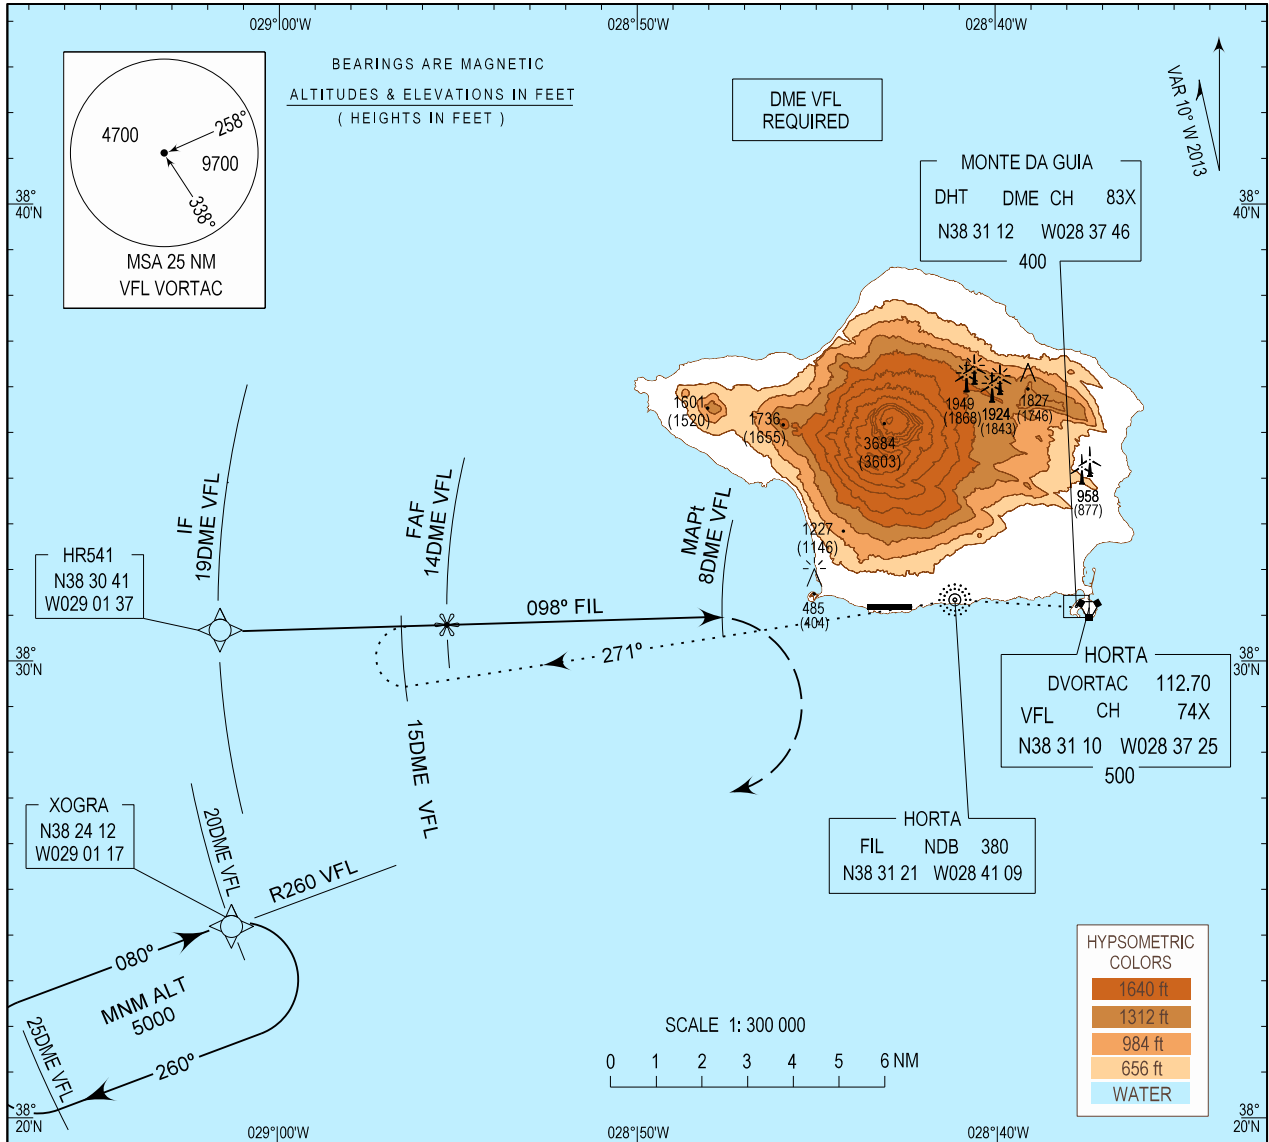 029°00'W
028°50'W
028°40'W
BEARINGS ARE MAGNETIC
ALTITUDES & ELEVATIONS IN FEET
( HEIGHTS IN FEET )
4700
258°
9700
338°
MSA 25 NM
VFL VORTAC
DME VFL
REQUIRED
VAR 10° W 2013
MONTE DA GUIA
DHT DME CH 83X
N38 31 12 W028 37 46
400
38°
40'N
38°
40'N
1601
(1520)
1736
(1655)
3684
(3603)
1949
(1868)
1924
(1843)
1827
(1746)
958
(877)
1227
(1146)
485
(404)
IF
19DME VFL
FAF
14DME VFL
MAPt
8DME VFL
HR541
N38 30 41
W029 01 37
098º FIL
271º
38°
30'N
38°
30'N
15DME VFL
HORTA
DVORTAC 112.70
VFL CH 74X
N38 31 10 W028 37 25
500
HORTA
FIL NDB 380
N38 31 21 W028 41 09
XOGRA
N38 24 12
W029 01 17
20DME VFL
R260 VFL
080º
MNM ALT
5000
260º
25DME VFL
SCALE 1: 300 000
0 1 2 3 4 5 6 NM
HYPSOMETRIC
COLORS
1640 ft
1312 ft
984 ft
656 ft
WATER
38°
20'N
38°
20'N
029°00'W
028°50'W
028°40'W